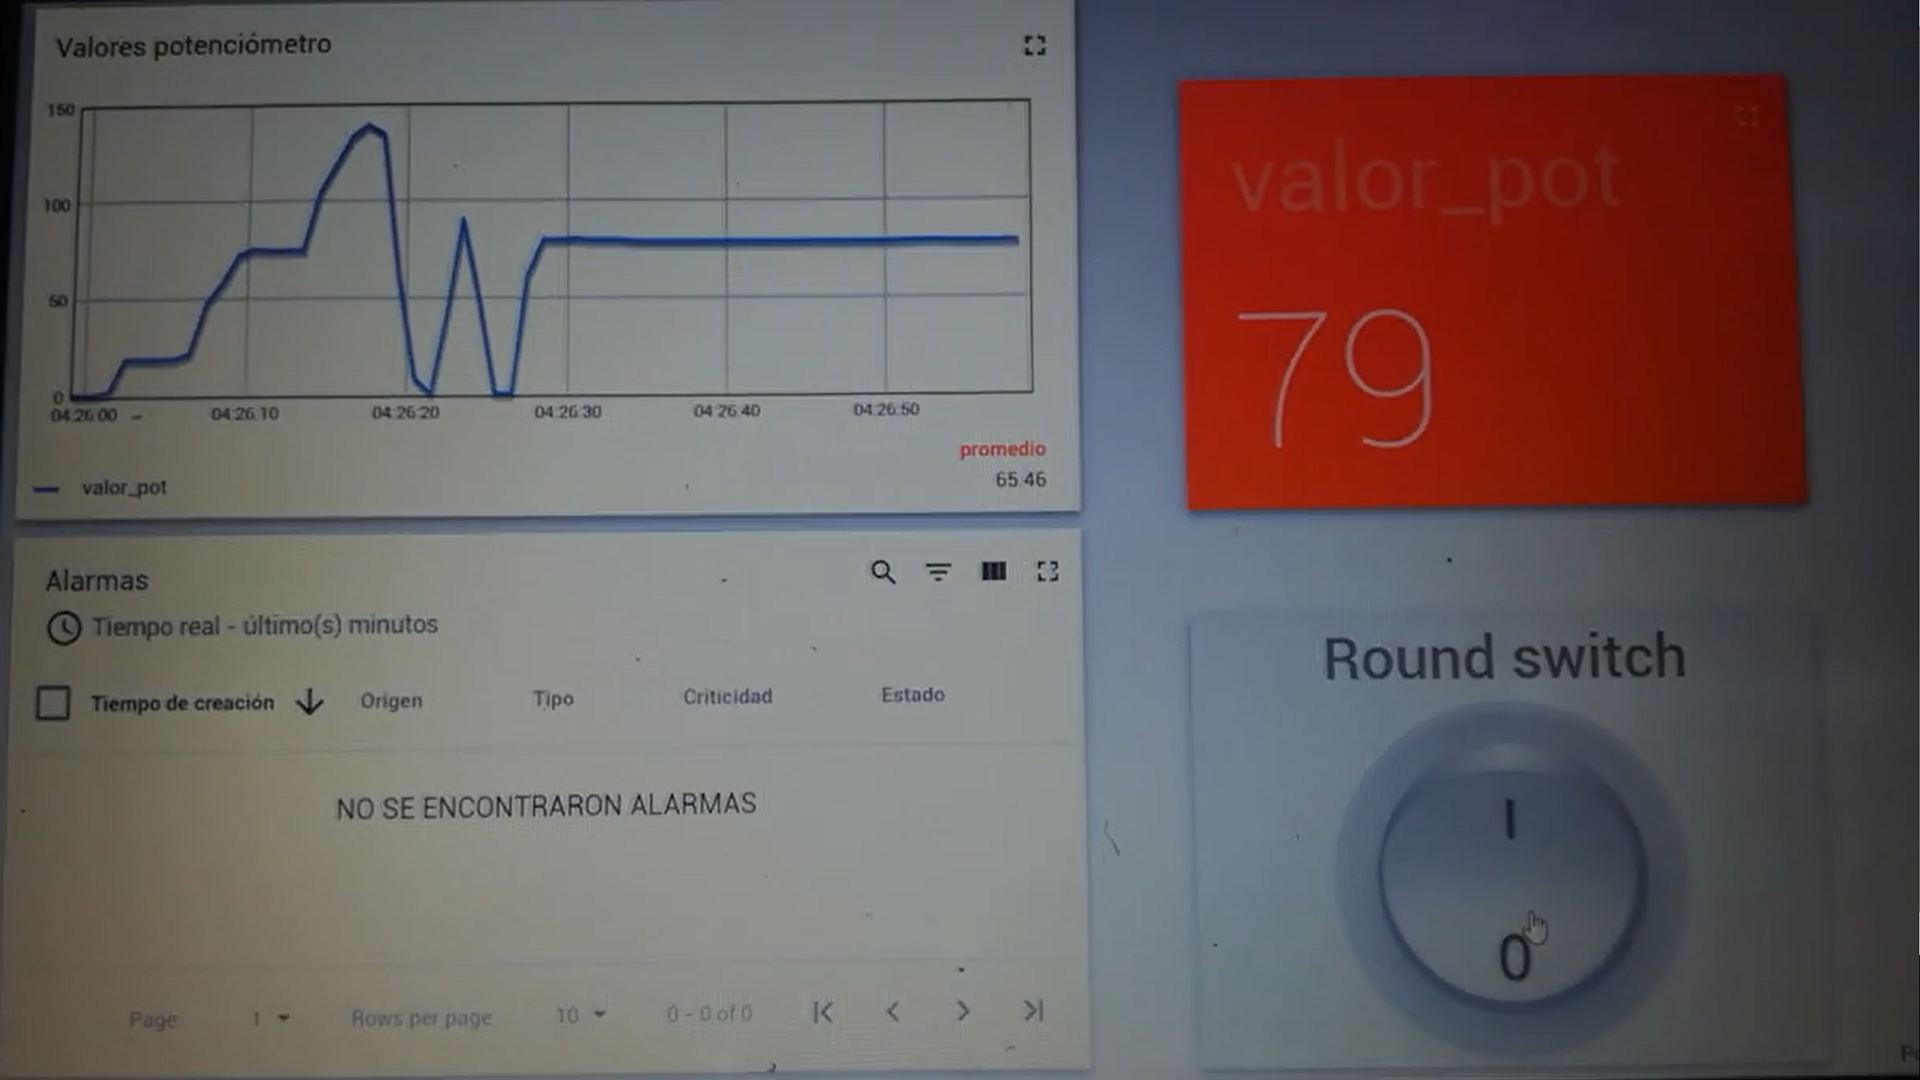 Valores potenciómetro
150
100
50
0
04:26:00
04:26:10
04:26:20
04:26:30
04:26:40
04:26:50
promedio
65.46
valor_pot
valor_pot
79
Alarmas
Tiempo real - último(s) minutos
Tiempo de creación Origen Tipo Criticidad Estado
NO SE ENCONTRARON ALARMAS
Page: 1 Rows per page: 10 0 - 0 of 0
Round switch
I
0